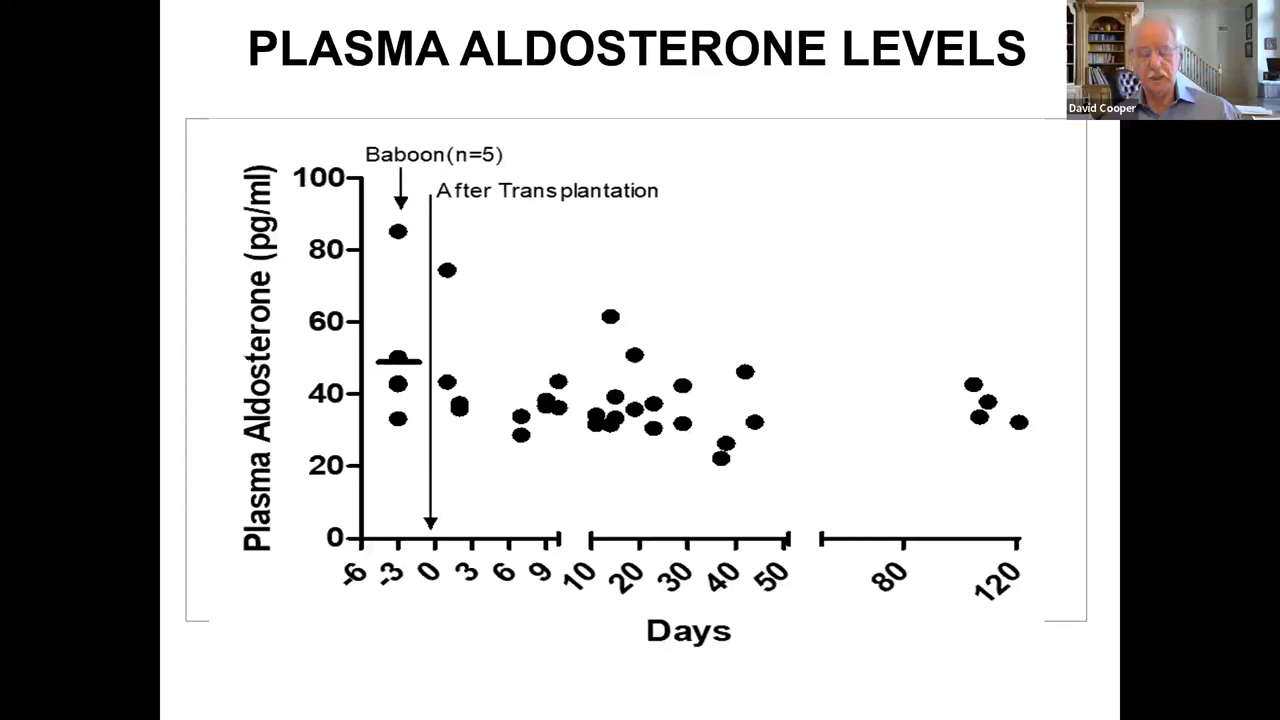 PLASMA ALDOSTERONE LEVELS
David Cooper
Baboon(n=5)
After Transplantation
Plasma Aldosterone (pg/ml)
100
80
60
40
20
0
-6 -3 0 3 6 9 10 20 30 40 50 80 120
Days